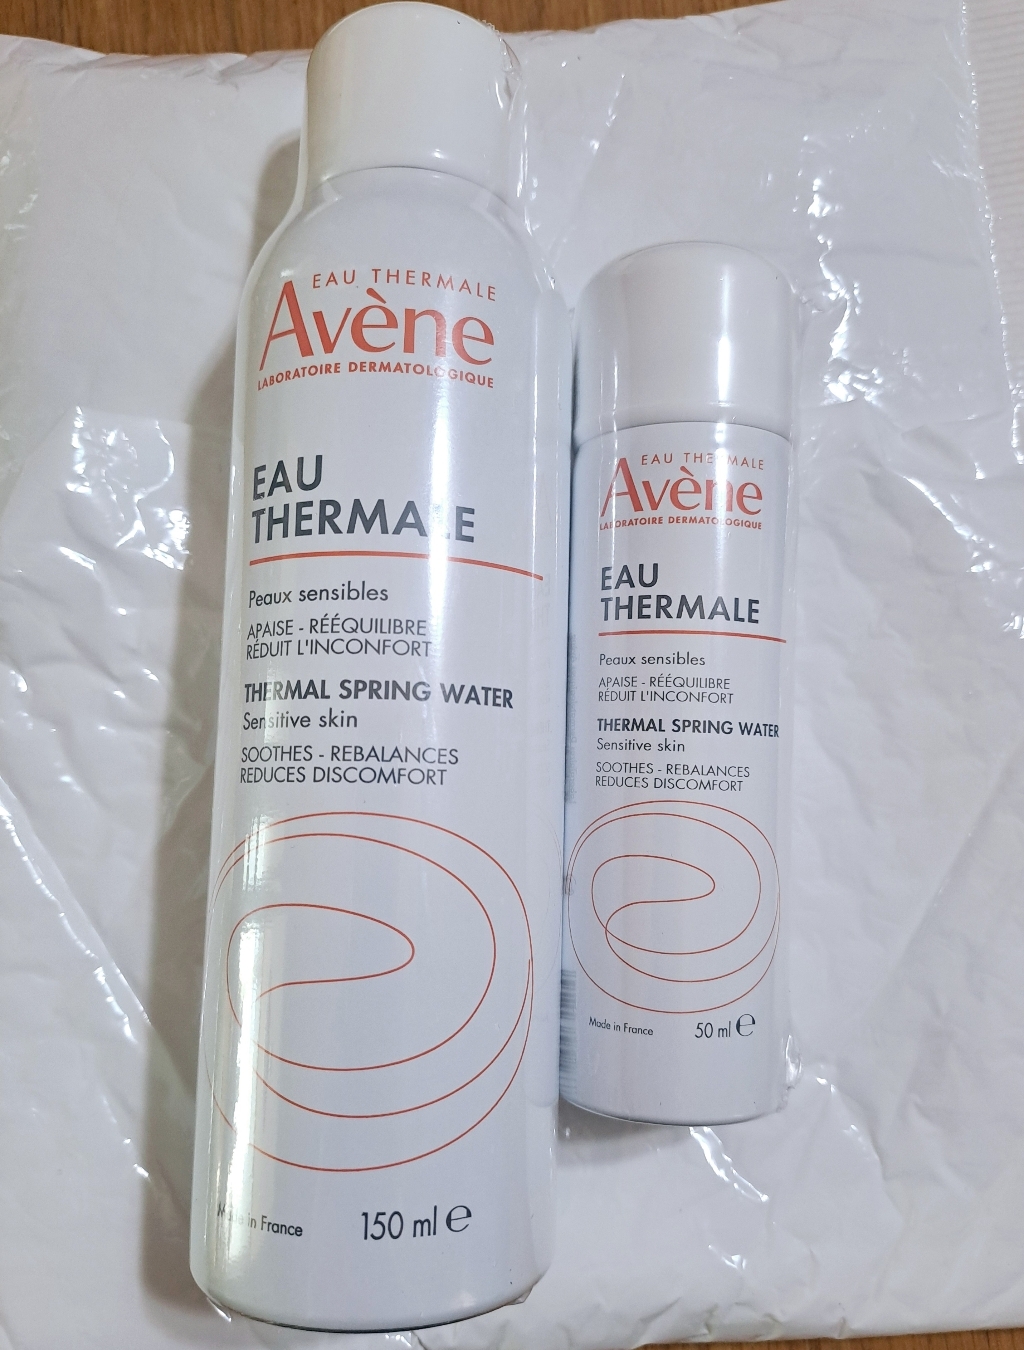 EAU THERMALE
Avène
LABORATOIRE DERMATOLOGIQUE
EAU
THERMALE
Peaux sensibles
APAISE - RÉÉQUILIBRE
RÉDUIT L'INCONFORT
THERMAL SPRING WATER
Sensitive skin
SOOTHES - REBALANCES
REDUCES DISCOMFORT
Made in France
150 ml ℮
EAU THERMALE
Avène
LABORATOIRE DERMATOLOGIQUE
EAU
THERMALE
Peaux sensibles
APAISE - RÉÉQUILIBRE
RÉDUIT L'INCONFORT
THERMAL SPRING WATER
Sensitive skin
SOOTHES - REBALANCES
REDUCES DISCOMFORT
Made in France
50 ml ℮